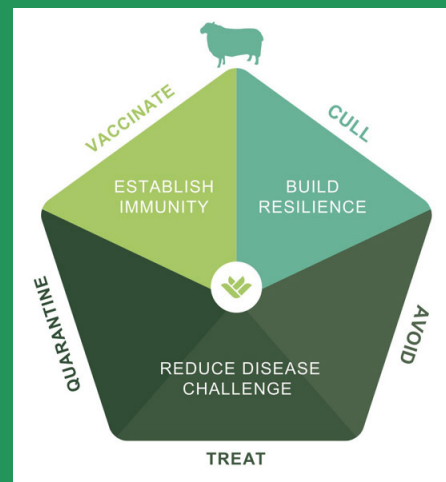 VACCINATE
CULL
ESTABLISH
IMMUNITY
BUILD
RESILIENCE
QUARANTINE
AVOID
REDUCE DISEASE
CHALLENGE
TREAT